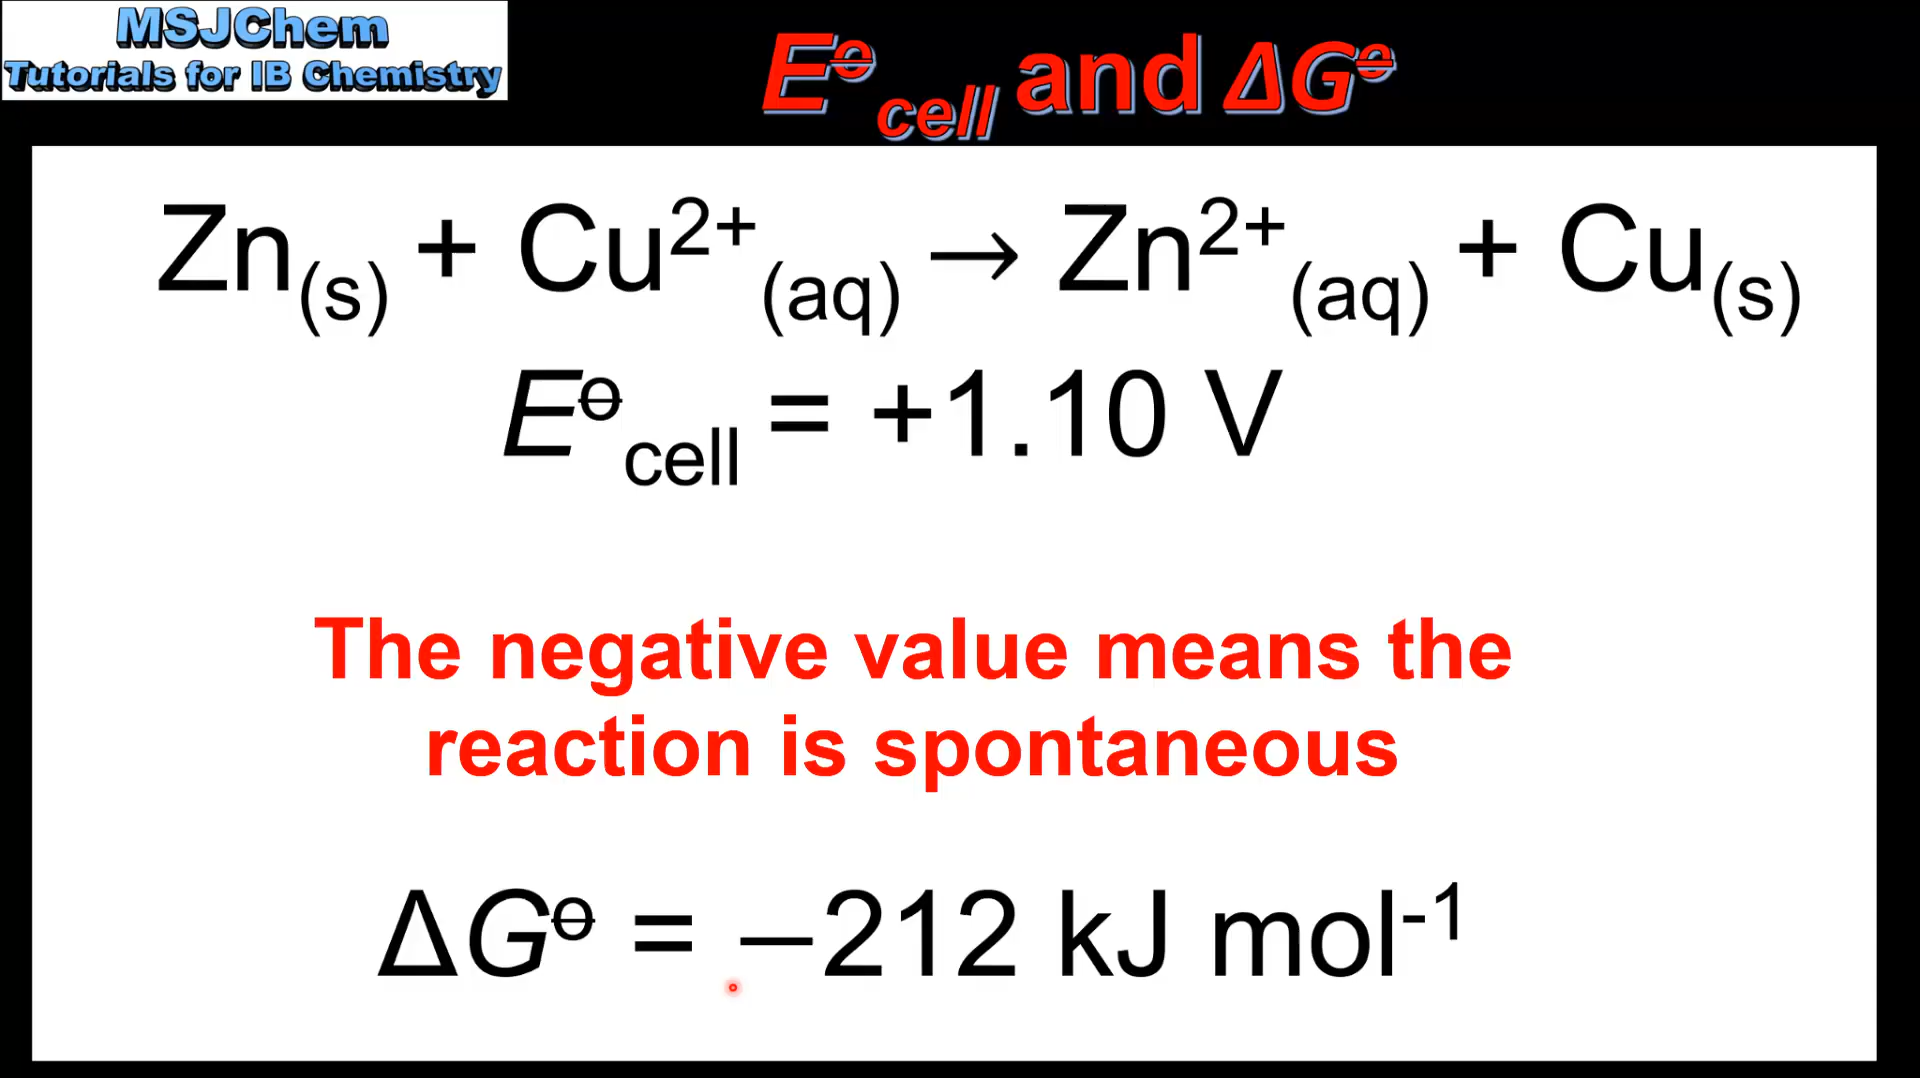 MSJChem
Tutorials for IB Chemistry
E⦵cell and ΔG⦵
Zn(s) + Cu²⁺(aq) → Zn²⁺(aq) + Cu(s)
E⦵cell = +1.10 V
The negative value means the
reaction is spontaneous
ΔG⦵ = −212 kJ mol⁻¹